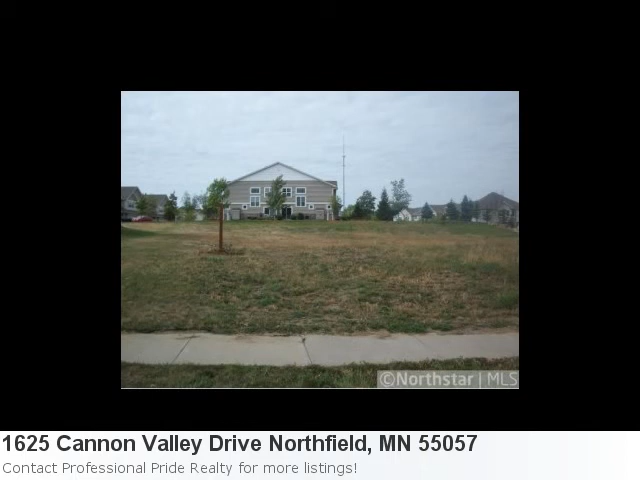 ©Northstar | MLS
1625 Cannon Valley Drive Northfield, MN 55057
Contact Professional Pride Realty for more listings!